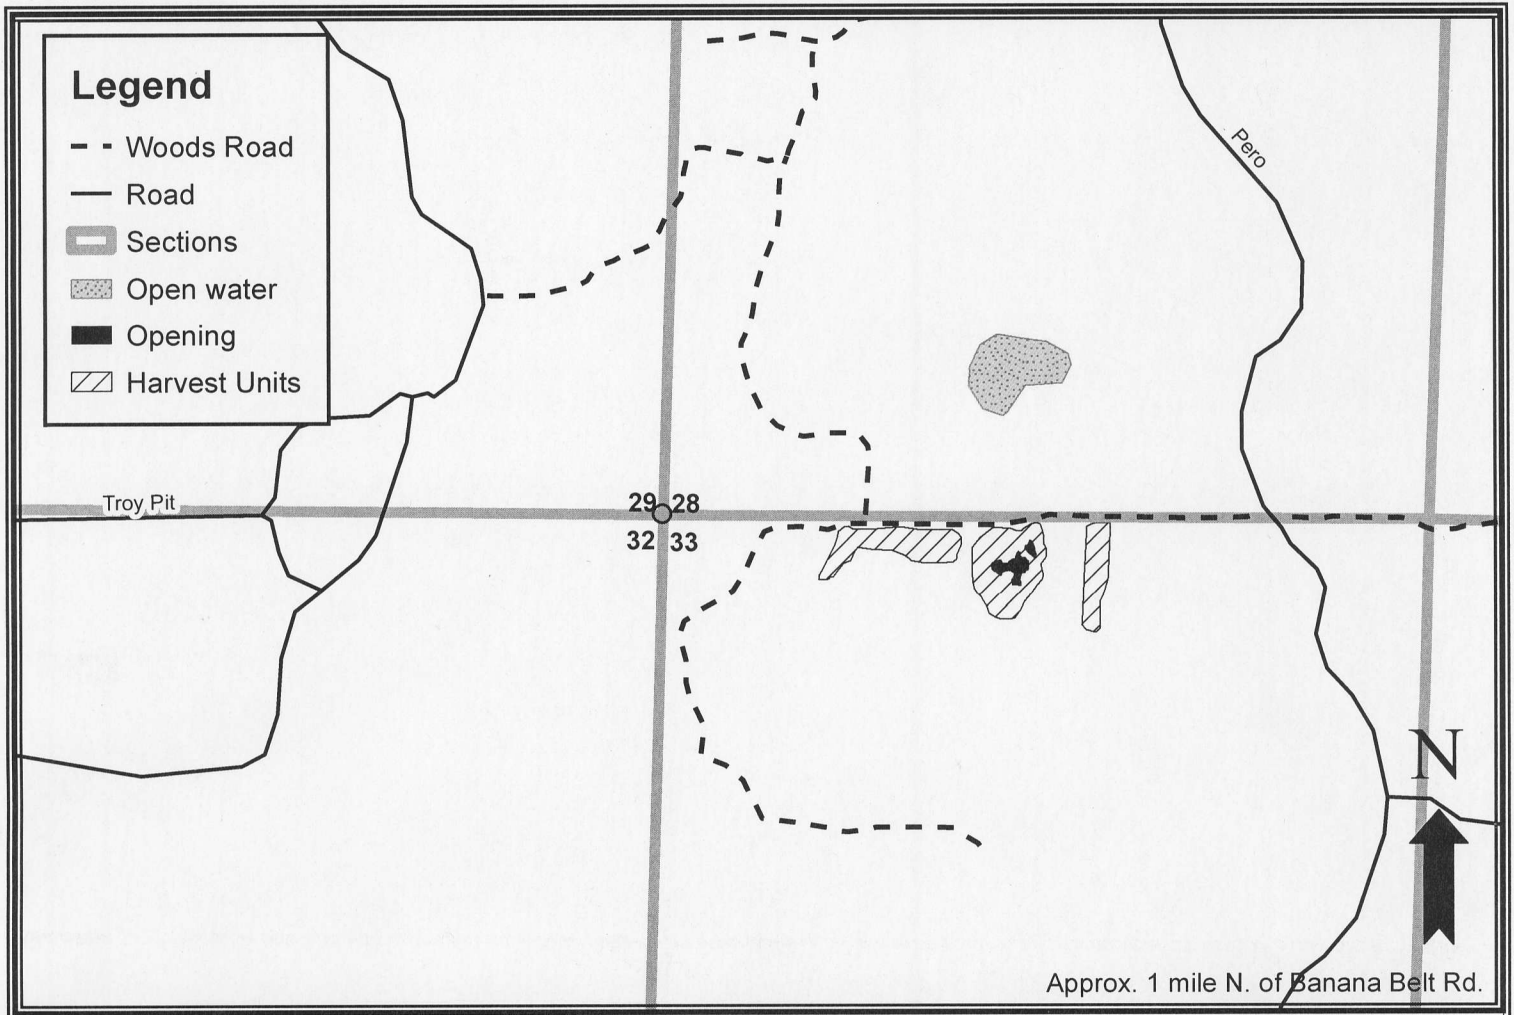 Legend
Woods Road
Road
Sections
Open water
Opening
Harvest Units
Pero
Troy Pit
29 28
32 33
N
Approx. 1 mile N. of Banana Belt Rd.